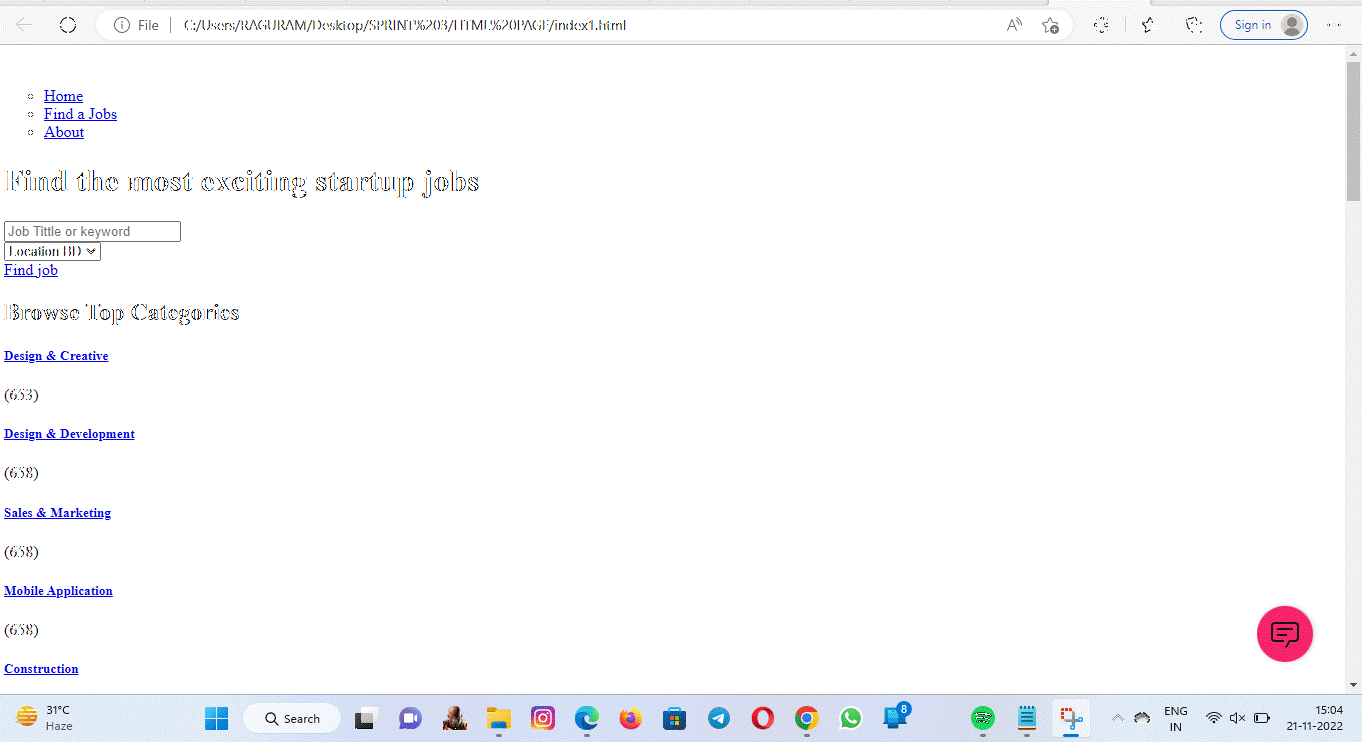 File
C:/Users/RAGURAM/Desktop/SPRINT%203/HTML%20PAGE/index1.html
Sign in
Home
Find a Jobs
About
Find the most exciting startup jobs
Job Tittle or keyword
Location BD
Find job
Browse Top Categories
Design & Creative
(653)
Design & Development
(658)
Sales & Marketing
(658)
Mobile Application
(658)
Construction
31°C
Haze
Search
8
ENG
IN
15:04
21-11-2022